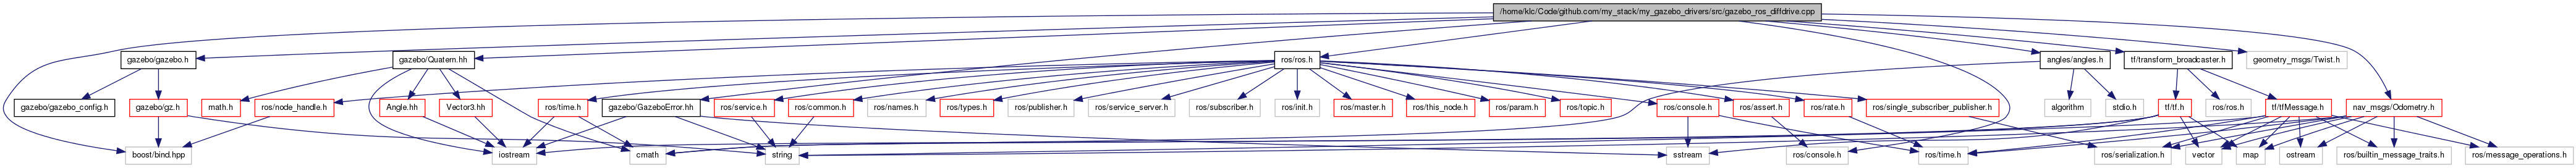 /home/klc/Code/github.com/my_stack/my_gazebo_drivers/src/gazebo_ros_diffdrive.cpp
gazebo/gazebo.h
gazebo/Quatern.hh
ros/ros.h
angles/angles.h
tf/transform_broadcaster.h
geometry_msgs/Twist.h
gazebo/gazebo_config.h
gazebo/gz.h
math.h
ros/node_handle.h
Angle.hh
Vector3.hh
ros/time.h
gazebo/GazeboError.hh
ros/service.h
ros/common.h
ros/names.h
ros/types.h
ros/publisher.h
ros/service_server.h
ros/subscriber.h
ros/init.h
ros/master.h
ros/this_node.h
ros/param.h
ros/topic.h
ros/console.h
ros/assert.h
ros/rate.h
ros/single_subscriber_publisher.h
algorithm
stdio.h
tf/tf.h
ros/ros.h
tf/tfMessage.h
nav_msgs/Odometry.h
boost/bind.hpp
iostream
cmath
string
sstream
ros/console.h
ros/time.h
ros/serialization.h
vector
map
ostream
ros/builtin_message_traits.h
ros/message_operations.h